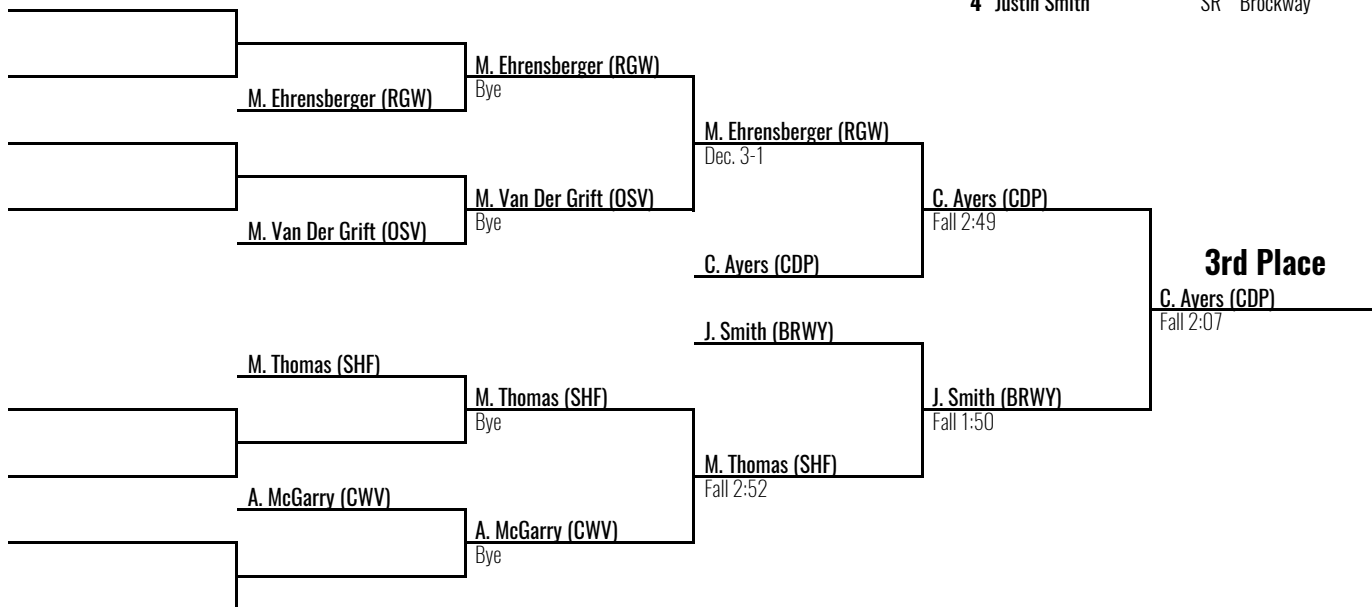 4 Justin Smith SR Brockway
M. Ehrensberger (RGW)
Bye
M. Ehrensberger (RGW)
M. Ehrensberger (RGW)
Dec. 3-1
M. Van Der Grift (OSV)
Bye
M. Van Der Grift (OSV)
C. Ayers (CDP)
Fall 2:49
C. Ayers (CDP)
3rd Place
C. Ayers (CDP)
Fall 2:07
J. Smith (BRWY)
M. Thomas (SHF)
M. Thomas (SHF)
Bye
J. Smith (BRWY)
Fall 1:50
M. Thomas (SHF)
Fall 2:52
A. McGarry (CWV)
A. McGarry (CWV)
Bye